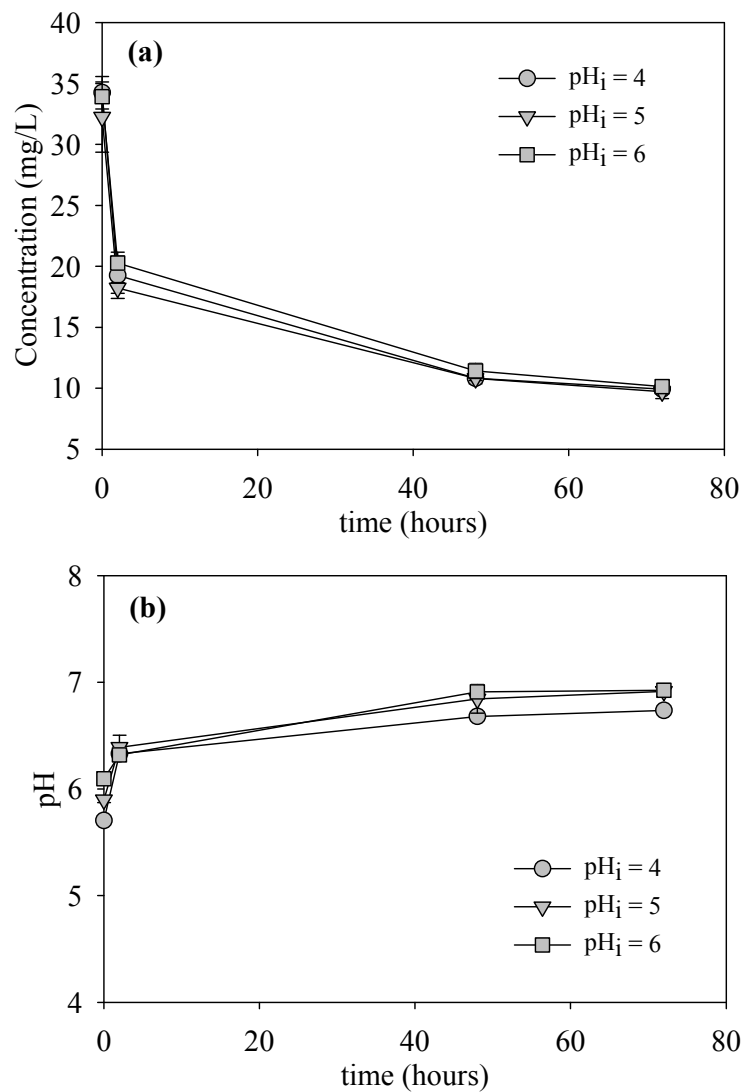 40
(a)
35
pHi = 4
30
pHi = 5
pHi = 6
25
20
15
10
5
Concentration (mg/L)
0 20 40 60 80
time (hours)
8
(b)
7
6
pH
5
pHi = 4
pHi = 5
pHi = 6
4
0 20 40 60 80
time (hours)